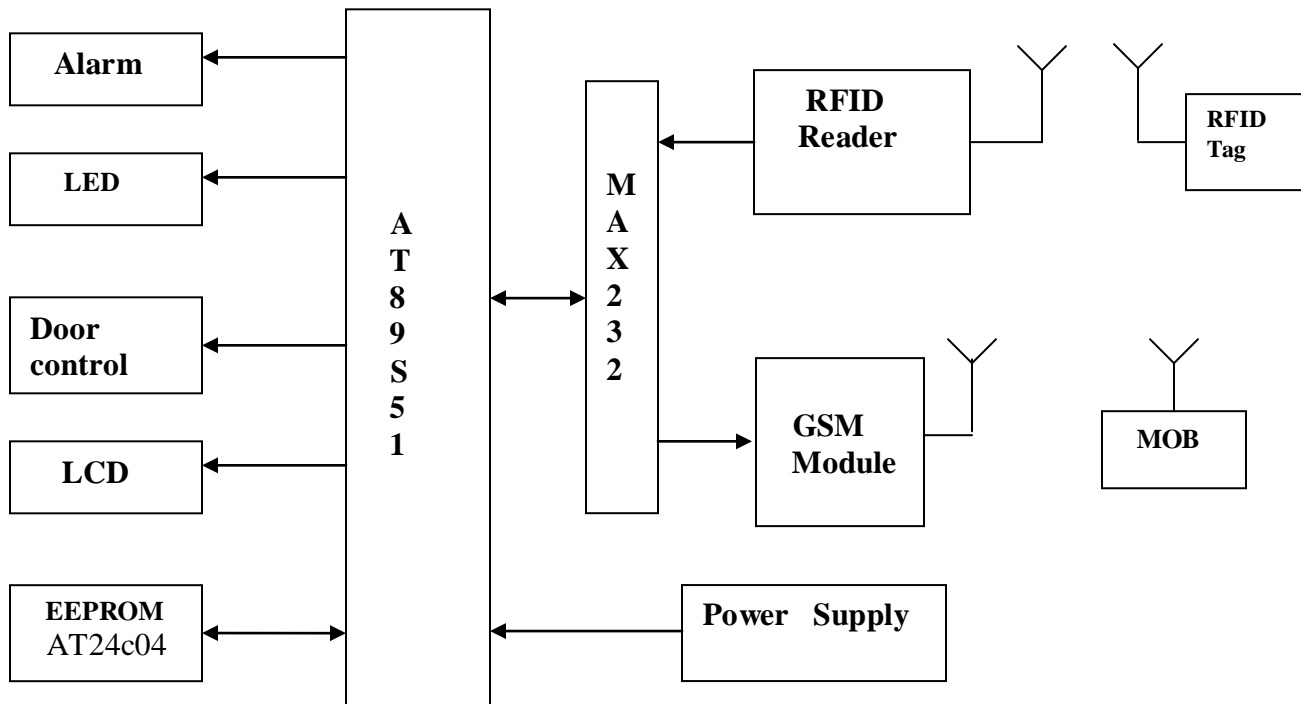 Alarm
LED
Door
control
LCD
EEPROM
AT24c04
A
T
8
9
S
5
1
M
A
X
2
3
2
RFID
Reader
RFID
Tag
GSM
Module
MOB
Power Supply